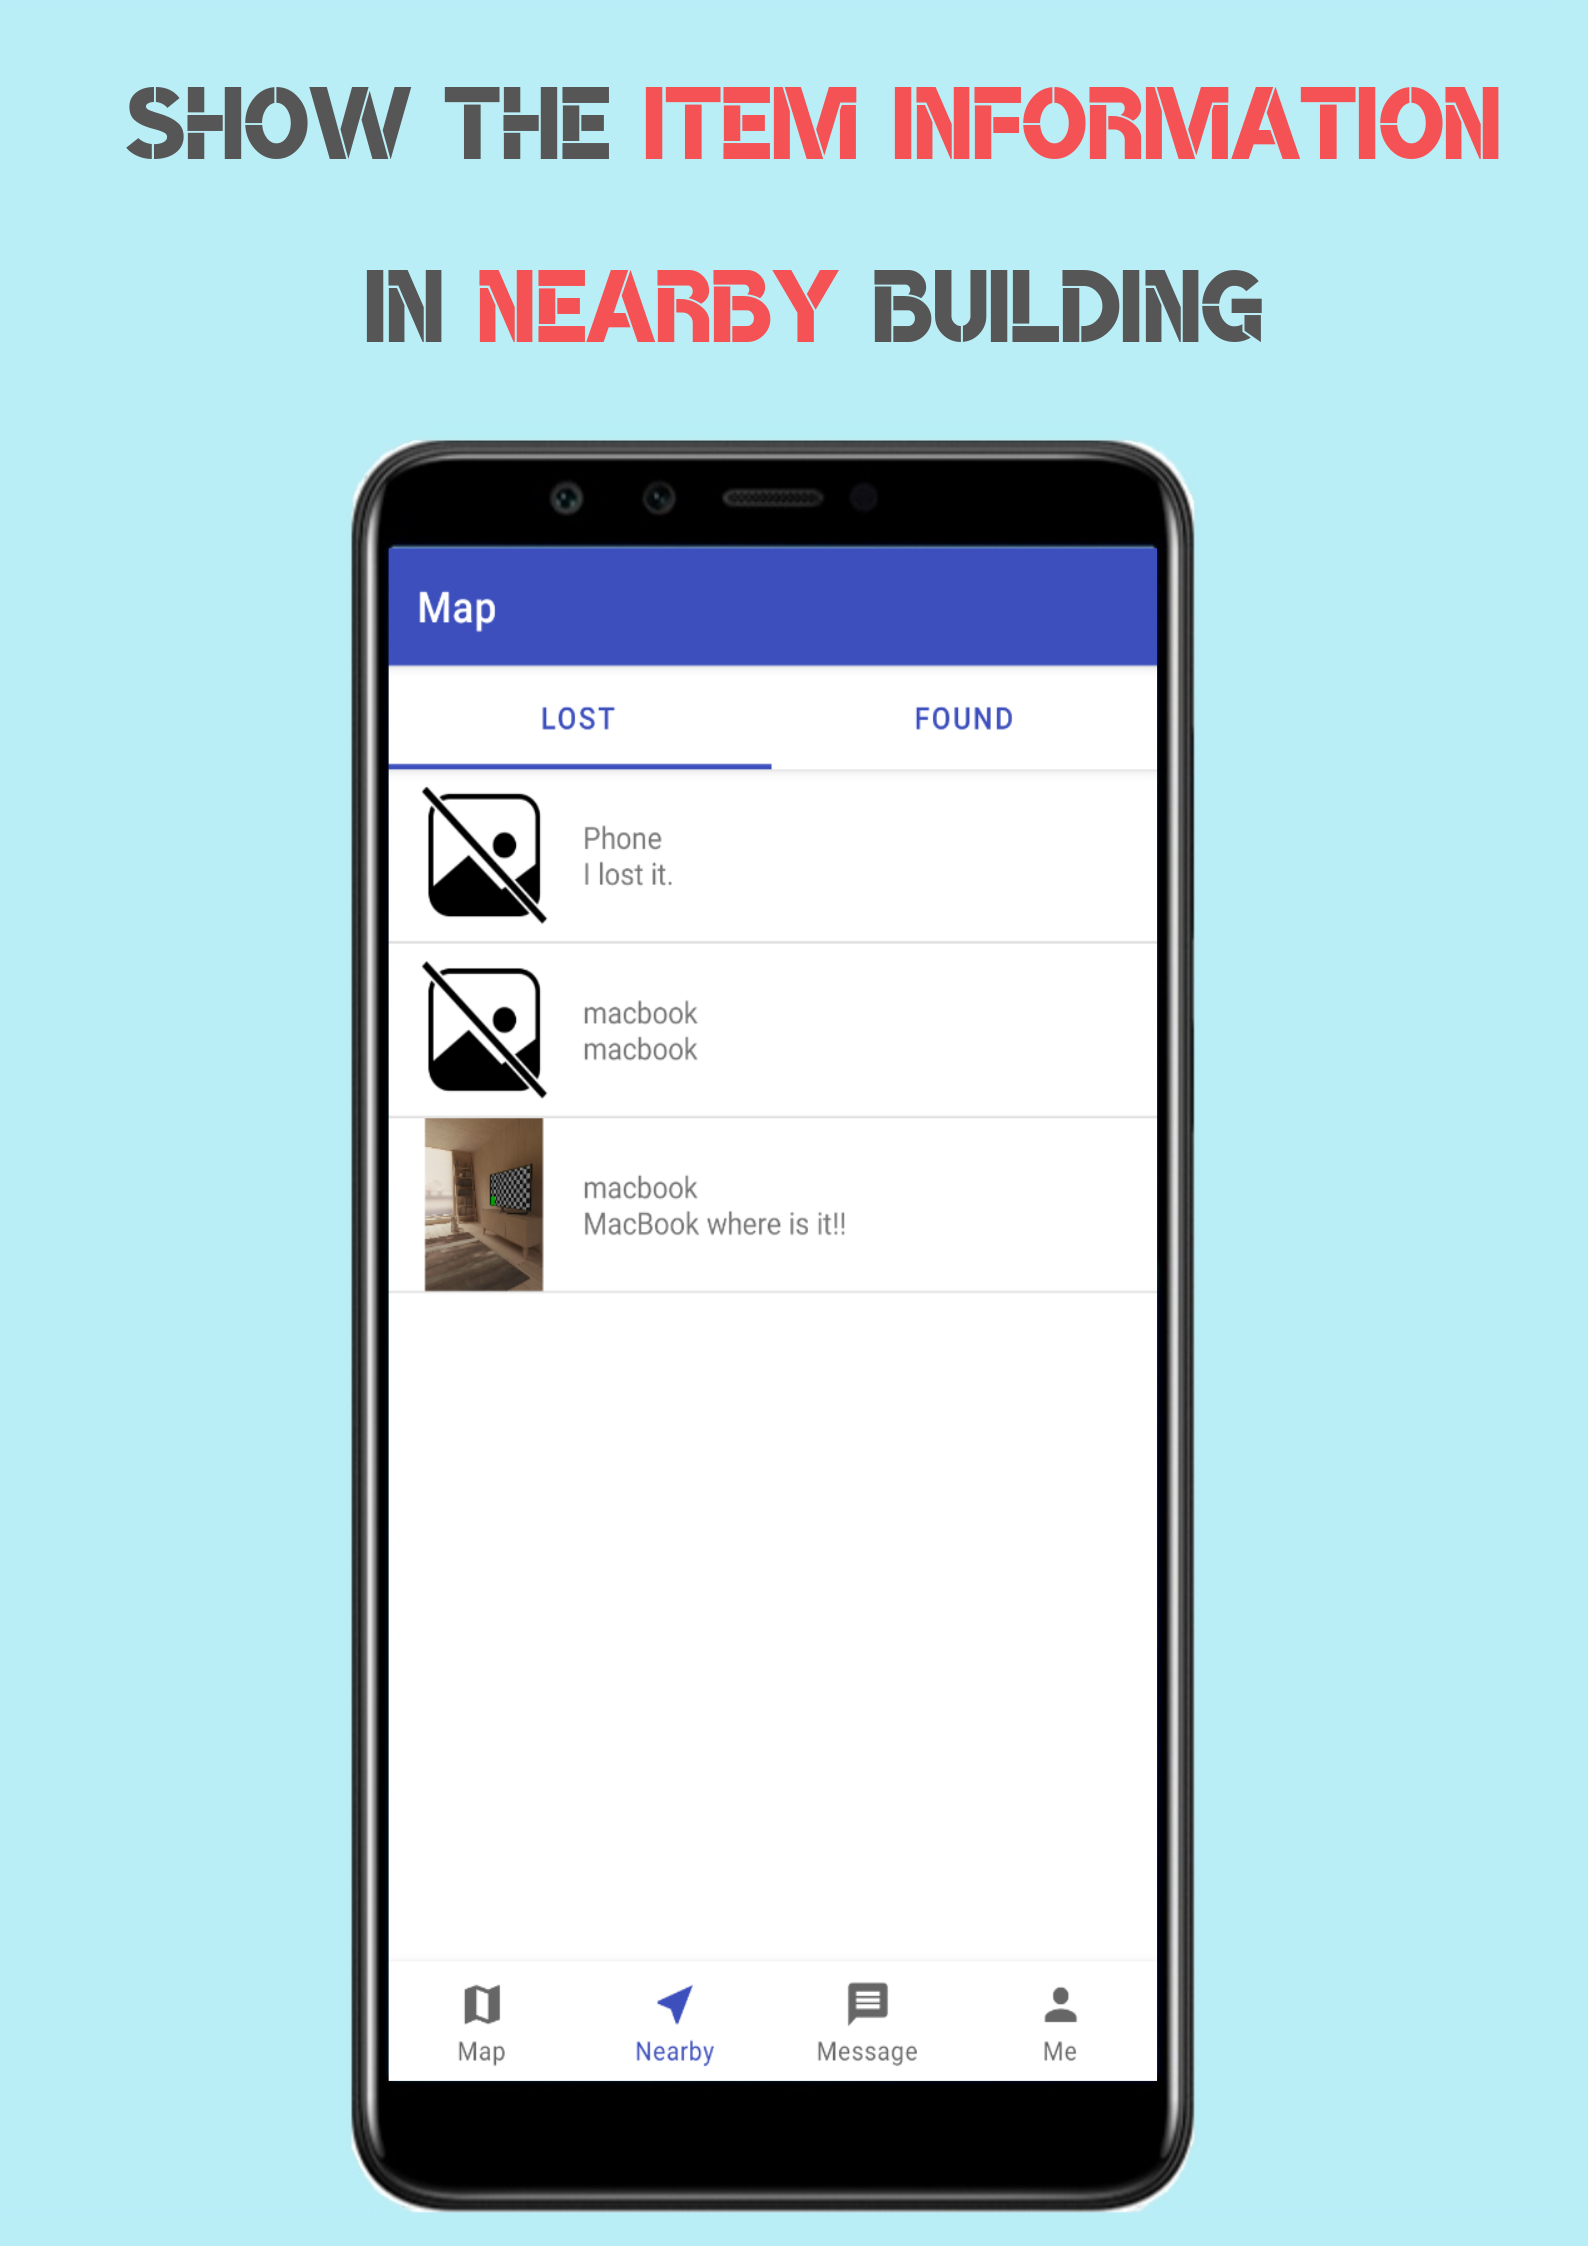 SHOW THE ITEM INFORMATION
IN NEARBY BUILDING
Map
LOST FOUND
Phone
I lost it.
macbook
macbook
macbook
MacBook where is it!!
Map Nearby Message Me